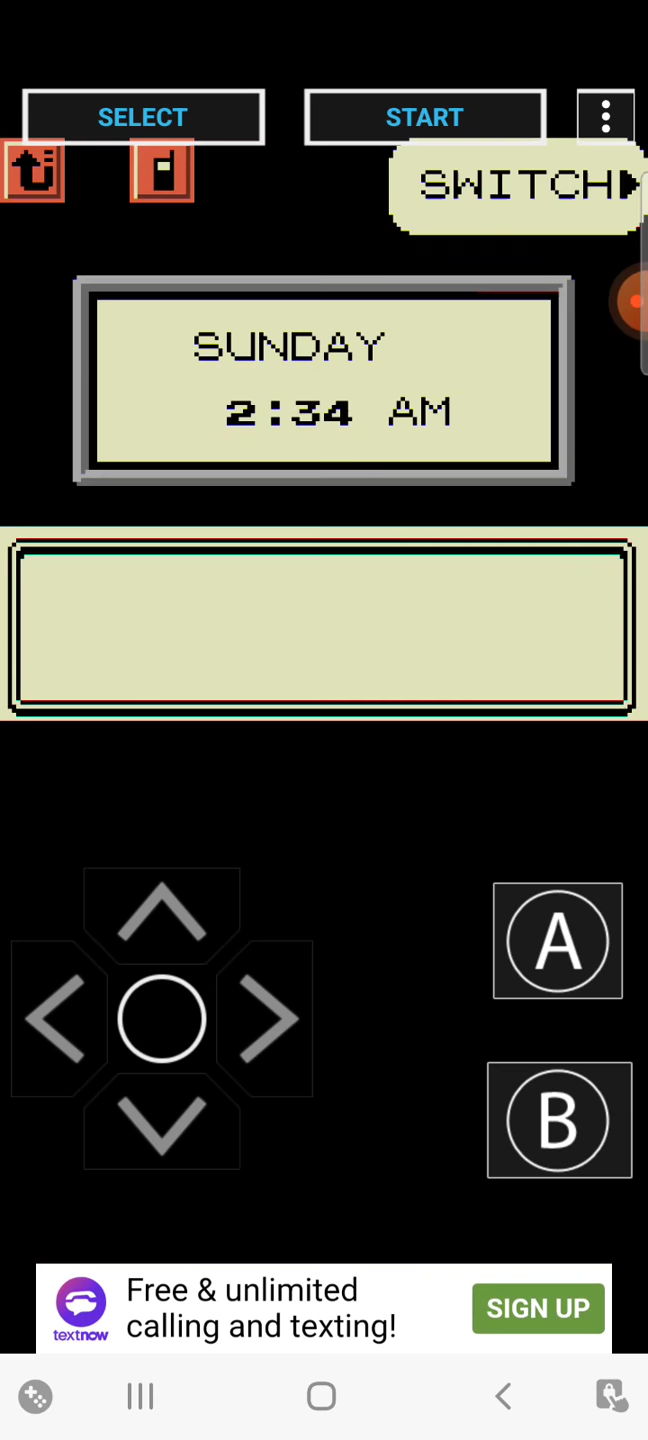 SELECT
START
SWITCH
SUNDAY
2:34 AM
A
B
Free & unlimited
calling and texting!
textnow
SIGN UP